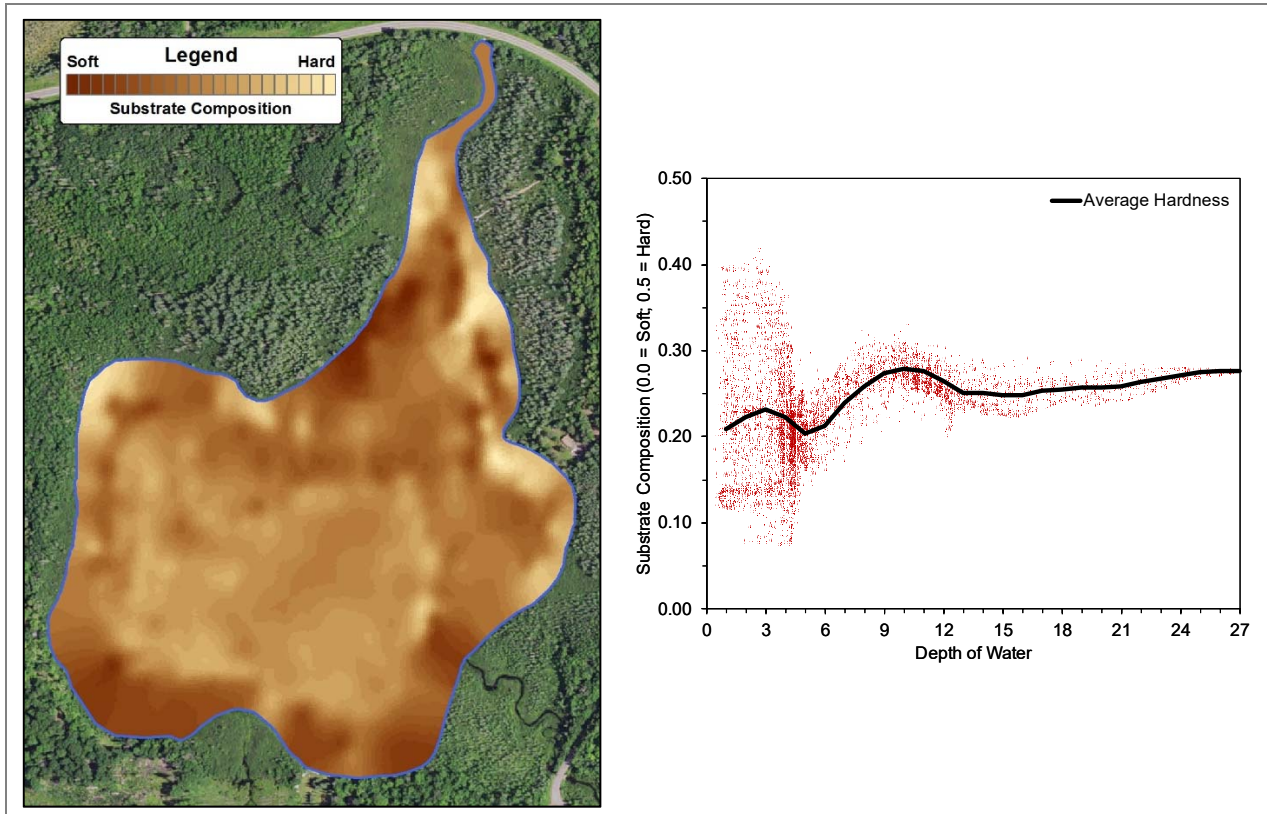 Legend
Soft Hard
Substrate Composition
Average Hardness
Substrate Composition (0.0 = Soft; 0.5 = Hard)
0.50
0.40
0.30
0.20
0.10
0.00
0 3 6 9 12 15 18 21 24 27
Depth of Water